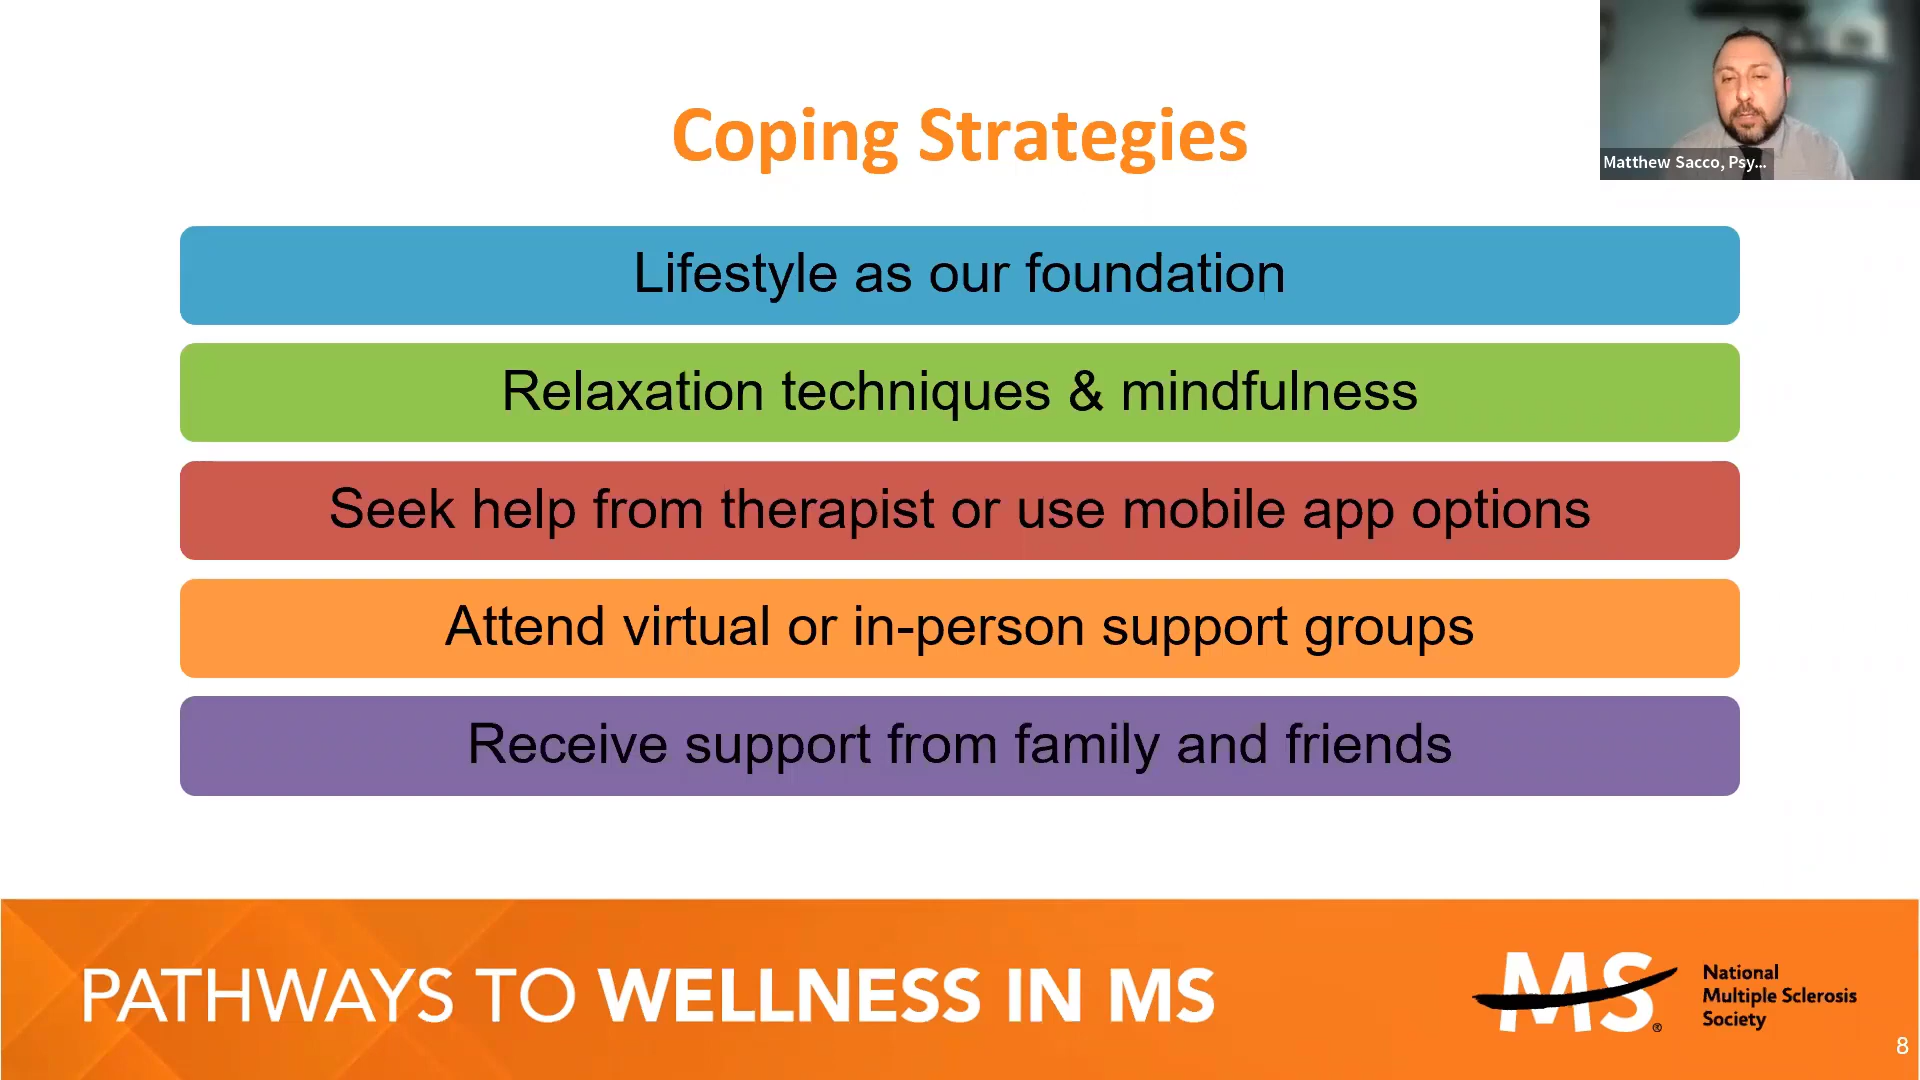 Coping Strategies
Matthew Sacco, Psy...
Lifestyle as our foundation
Relaxation techniques & mindfulness
Seek help from therapist or use mobile app options
Attend virtual or in-person support groups
Receive support from family and friends
PATHWAYS TO WELLNESS IN MS
MS®
National
Multiple Sclerosis
Society
8